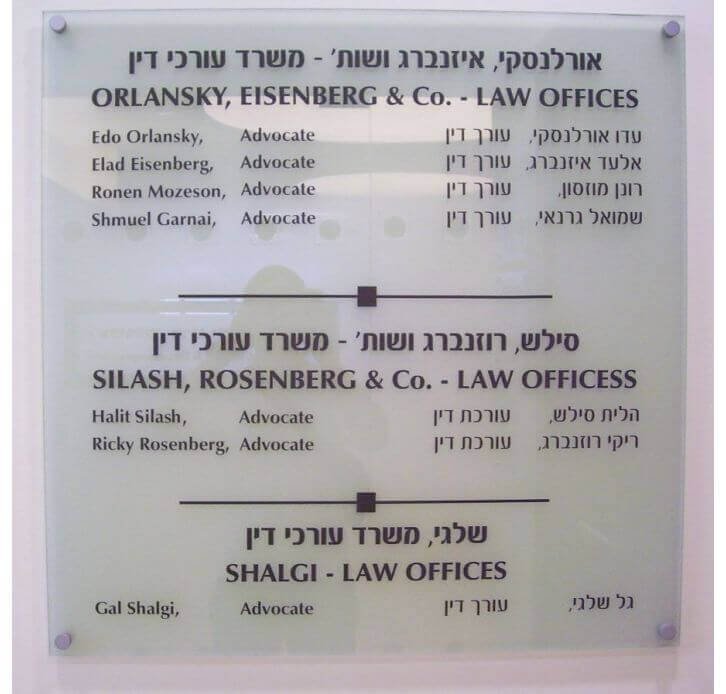 אורלנסקי, איזנברג ושות' - משרד עורכי דין
ORLANSKY, EISENBERG & Co. - LAW OFFICES
Edo Orlansky, Advocate עדו אורלנסקי, עורך דין
Elad Eisenberg, Advocate אלעד איזנברג, עורך דין
Ronen Mozeson, Advocate רונן מוזסון, עורך דין
Shmuel Garnai, Advocate שמואל גרנאי, עורך דין
סילש, רוזנברג ושות' - משרד עורכי דין
SILASH, ROSENBERG & Co. - LAW OFFICESS
Halit Silash, Advocate הלית סילש, עורכת דין
Ricky Rosenberg, Advocate ריקי רוזנברג, עורכת דין
שלגי, משרד עורכי דין
SHALGI - LAW OFFICES
Gal Shalgi, Advocate גל שלגי, עורך דין